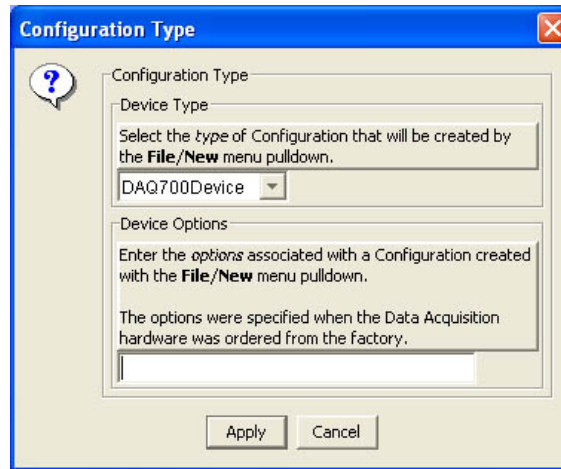 Configuration Type
?
Configuration Type
Device Type
Select the type of Configuration that will be created by
the File/New menu pulldown.
DAQ700Device
Device Options
Enter the options associated with a Configuration created
with the File/New menu pulldown.
The options were specified when the Data Acquisition
hardware was ordered from the factory.
Apply
Cancel